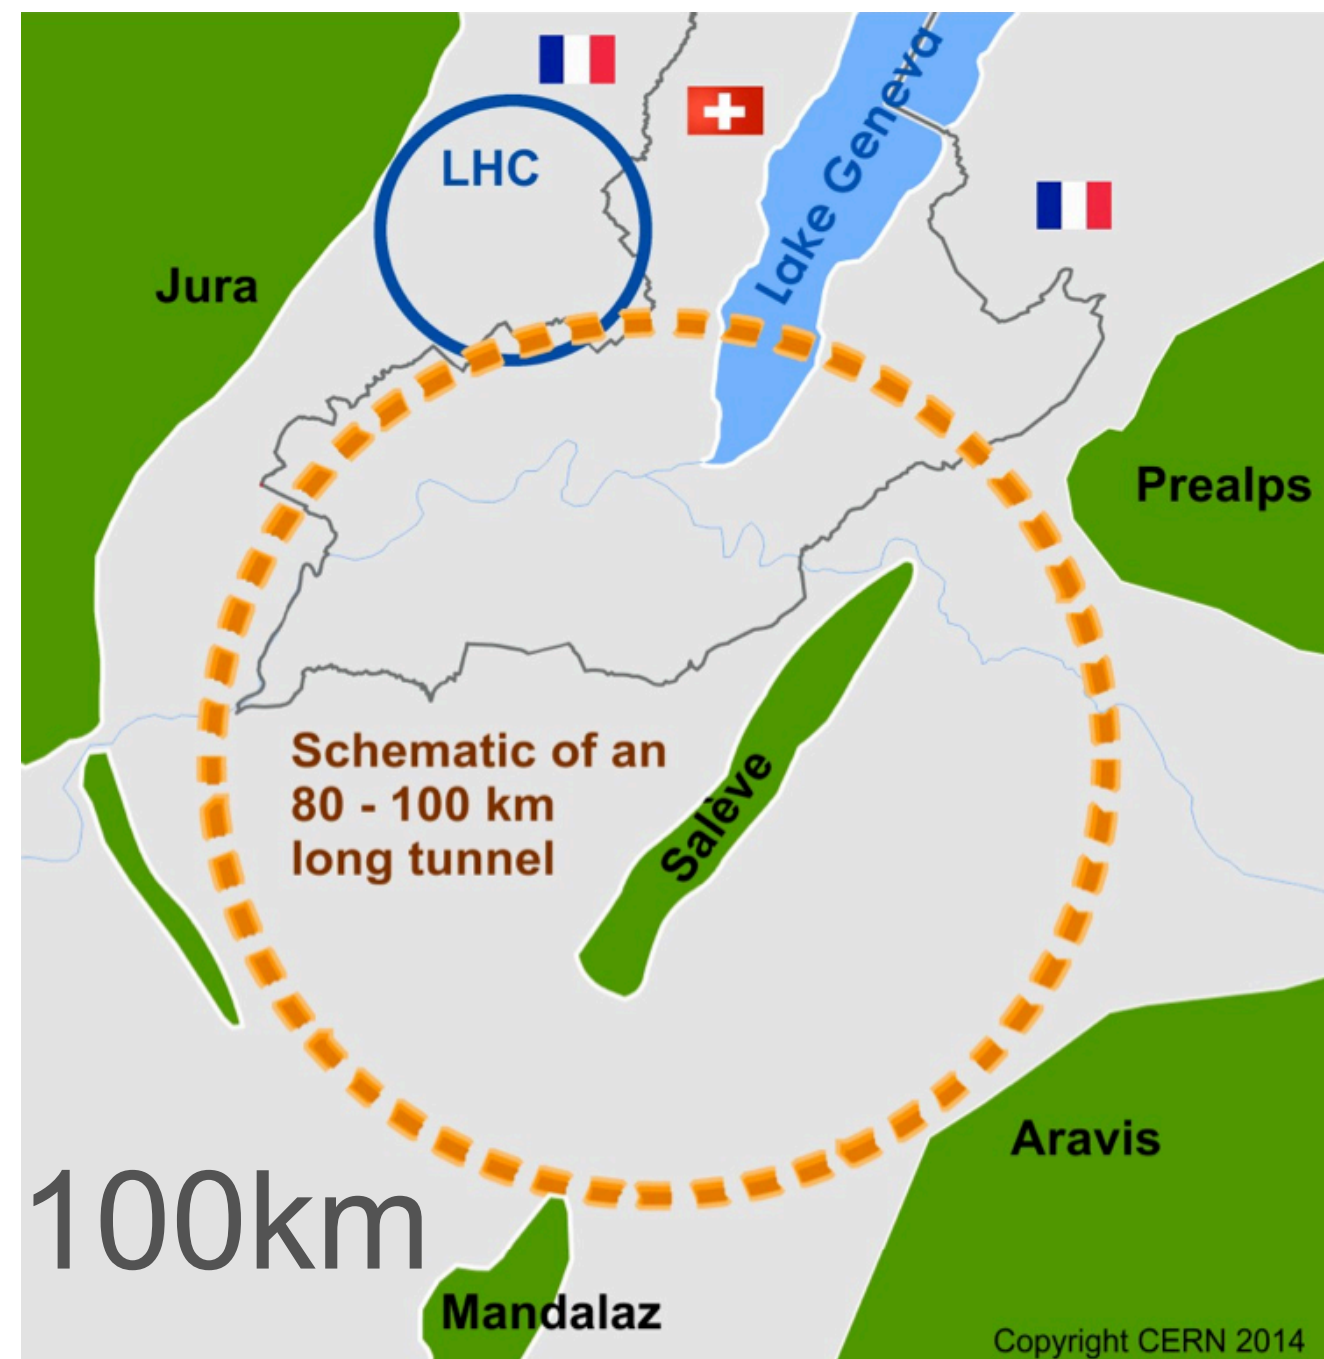 LHC
Lake Geneva
Jura
Prealps
Schematic of an
80 - 100 km
long tunnel
Salève
Aravis
100km
Mandalaz
Copyright CERN 2014